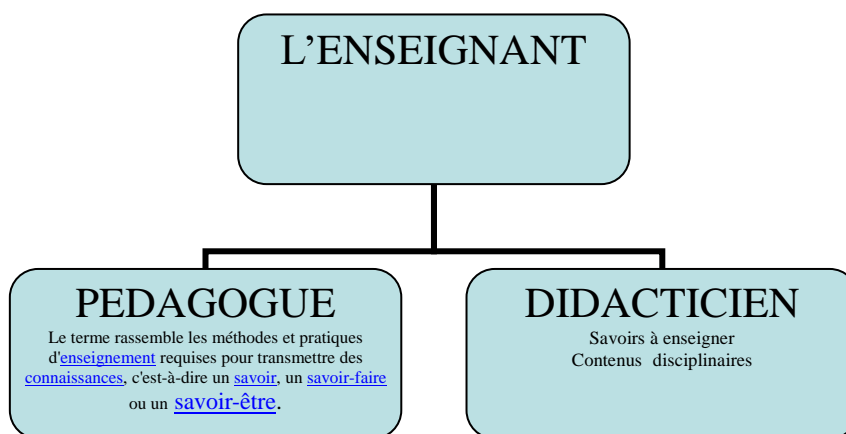 L’ENSEIGNANT
PEDAGOGUE
Le terme rassemble les méthodes et pratiques
d'enseignement requises pour transmettre des
connaissances, c'est-à-dire un savoir, un savoir-faire
ou un savoir-être.
DIDACTICIEN
Savoirs à enseigner
Contenus disciplinaires